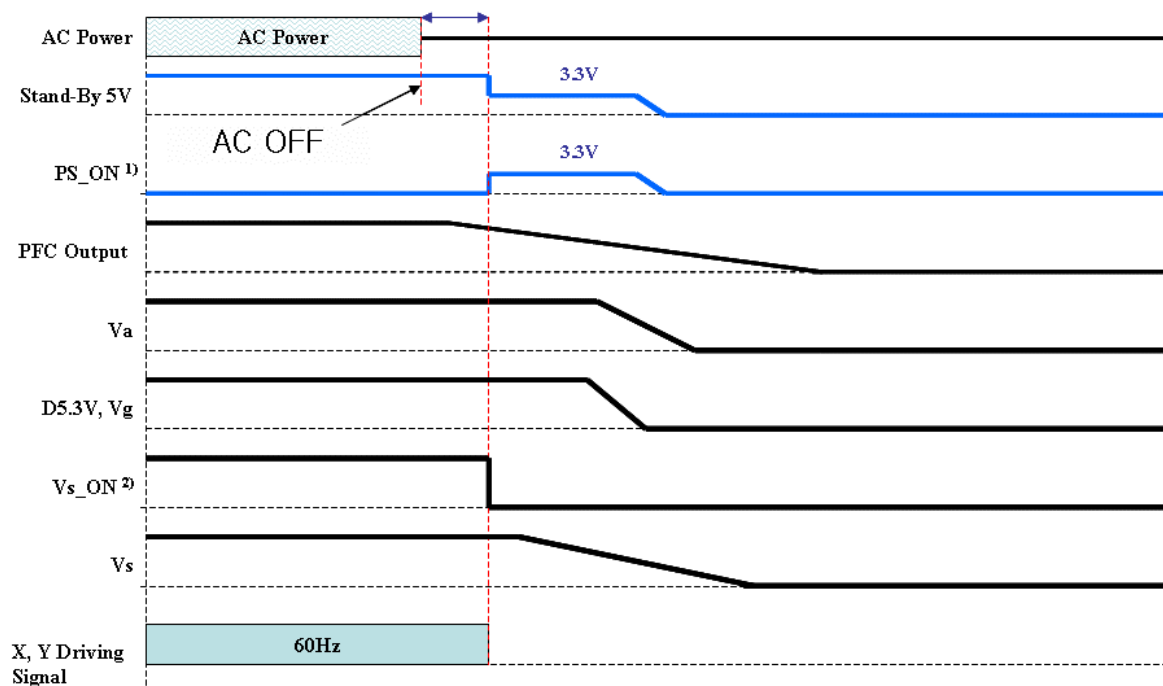 AC Power
AC Power
Stand-By 5V
3.3V
AC OFF
PS_ON 1)
3.3V
PFC Output
Va
D5.3V, Vg
Vs_ON 2)
Vs
60Hz
X, Y Driving
Signal